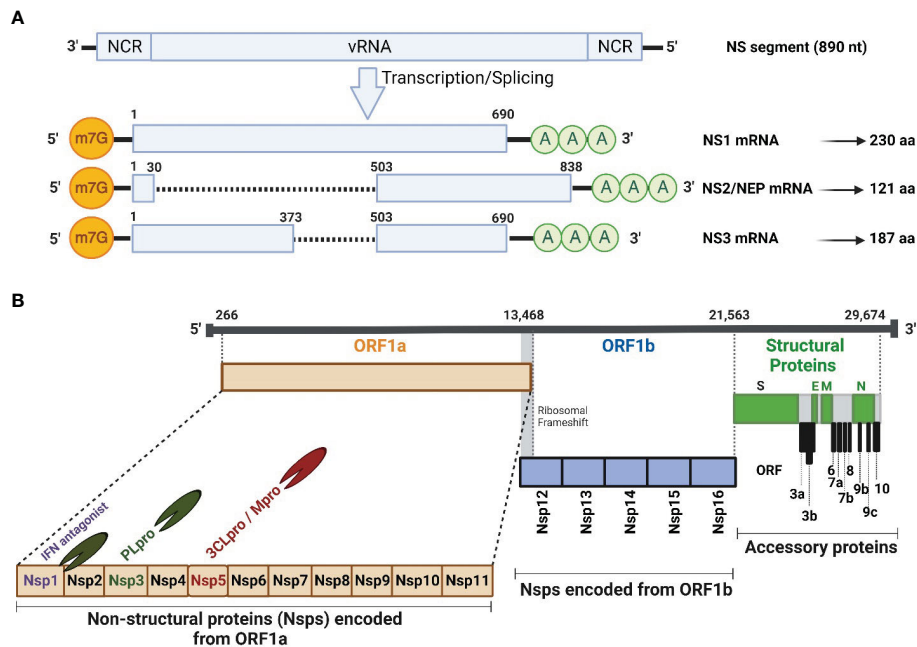 A
3' NCR vRNA NCR 5' NS segment (890 nt)
Transcription/Splicing
1 690
5' m7G A A A 3' NS1 mRNA 230 aa
1 30 503 838
5' m7G A A A 3' NS2/NEP mRNA 121 aa
1 373 503 690
5' m7G A A A 3' NS3 mRNA 187 aa
B
266 13,468 21,563 29,674
5' 3'
ORF1a ORF1b Structural
Proteins
S E M N
Ribosomal
Frameshift
ORF
3a
3b
6
7a
7b
8
9b
9c
10
Accessory proteins
Nsp12 Nsp13 Nsp14 Nsp15 Nsp16
Nsps encoded from ORF1b
IFN antagonist
PLpro
3CLpro / Mpro
Nsp1 Nsp2 Nsp3 Nsp4 Nsp5 Nsp6 Nsp7 Nsp8 Nsp9 Nsp10 Nsp11
Non-structural proteins (Nsps) encoded
from ORF1a